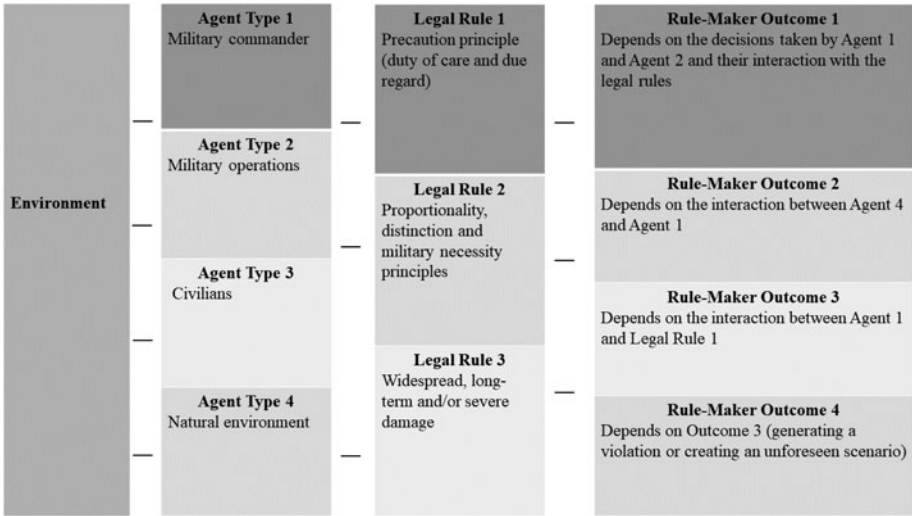 Environment
Agent Type 1
Military commander
Agent Type 2
Military operations
Agent Type 3
Civilians
Agent Type 4
Natural environment
Legal Rule 1
Precaution principle
(duty of care and due
regard)
Legal Rule 2
Proportionality,
distinction and
military necessity
principles
Legal Rule 3
Widespread, long-
term and/or severe
damage
Rule-Maker Outcome 1
Depends on the decisions taken by Agent 1
and Agent 2 and their interaction with the
legal rules
Rule-Maker Outcome 2
Depends on the interaction between Agent 4
and Agent 1
Rule-Maker Outcome 3
Depends on the interaction between Agent 1
and Legal Rule 1
Rule-Maker Outcome 4
Depends on Outcome 3 (generating a
violation or creating an unforeseen scenario)